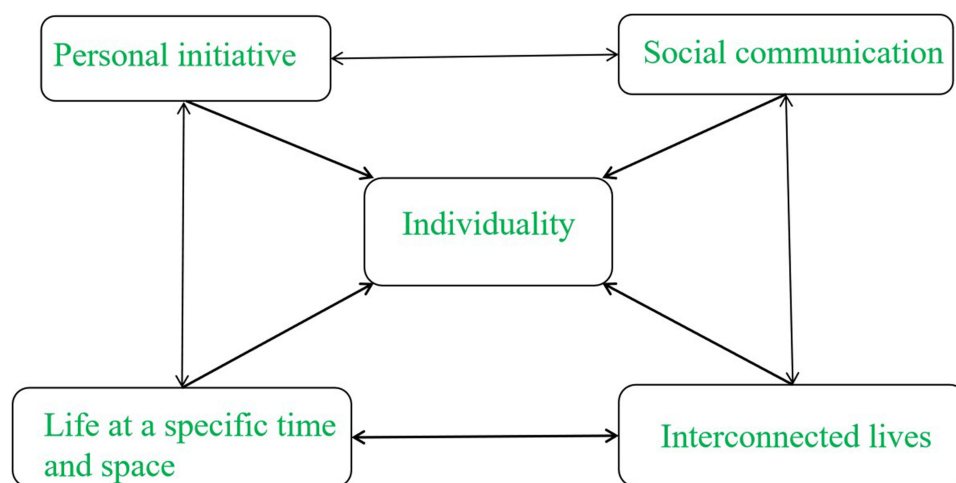 Personal initiative
Social communication
Individuality
Life at a specific time
and space
Interconnected lives